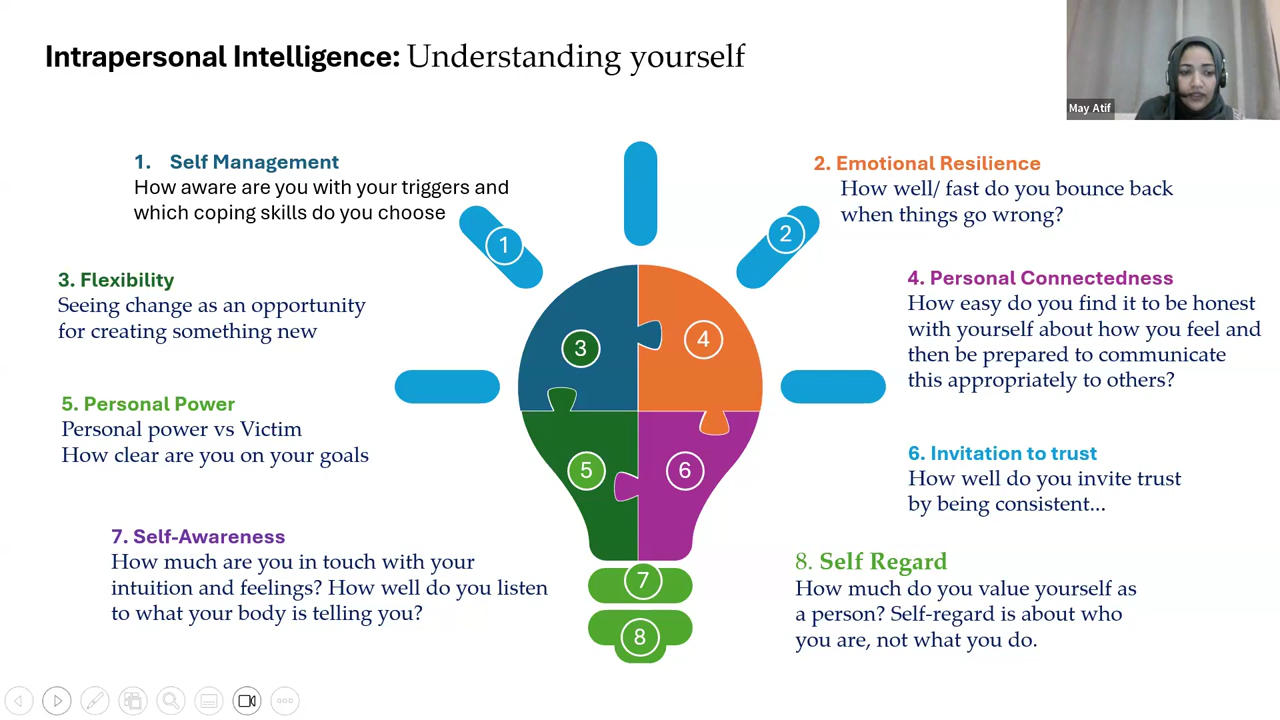 Intrapersonal Intelligence: Understanding yourself
May Atif
1. Self Management
How aware are you with your triggers and
which coping skills do you choose
2. Emotional Resilience
How well/ fast do you bounce back
when things go wrong?
3. Flexibility
Seeing change as an opportunity
for creating something new
4. Personal Connectedness
How easy do you find it to be honest
with yourself about how you feel and
then be prepared to communicate
this appropriately to others?
5. Personal Power
Personal power vs Victim
How clear are you on your goals
6. Invitation to trust
How well do you invite trust
by being consistent...
7. Self-Awareness
How much are you in touch with your
intuition and feelings? How well do you listen
to what your body is telling you?
8. Self Regard
How much do you value yourself as
a person? Self-regard is about who
you are, not what you do.
1
2
3
4
5
6
7
8